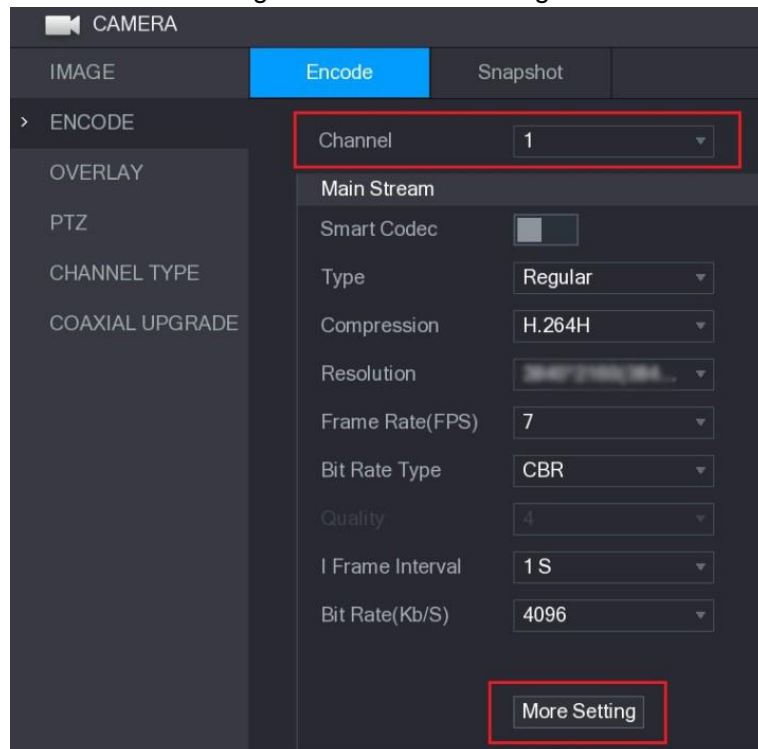 CAMERA
IMAGE
Encode Snapshot
> ENCODE
Channel 1
OVERLAY
Main Stream
PTZ
Smart Codec
CHANNEL TYPE
Type Regular
COAXIAL UPGRADE
Compression H.264H
Resolution
Frame Rate(FPS) 7
Bit Rate Type CBR
Quality 4
I Frame Interval 1 S
Bit Rate(Kb/S) 4096
More Setting